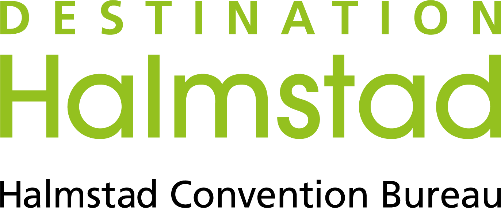 DESTINATION
Halmstad
Halmstad Convention Bureau